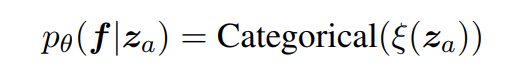 p_θ(f|z_a) = Categorical(ξ(z_a))